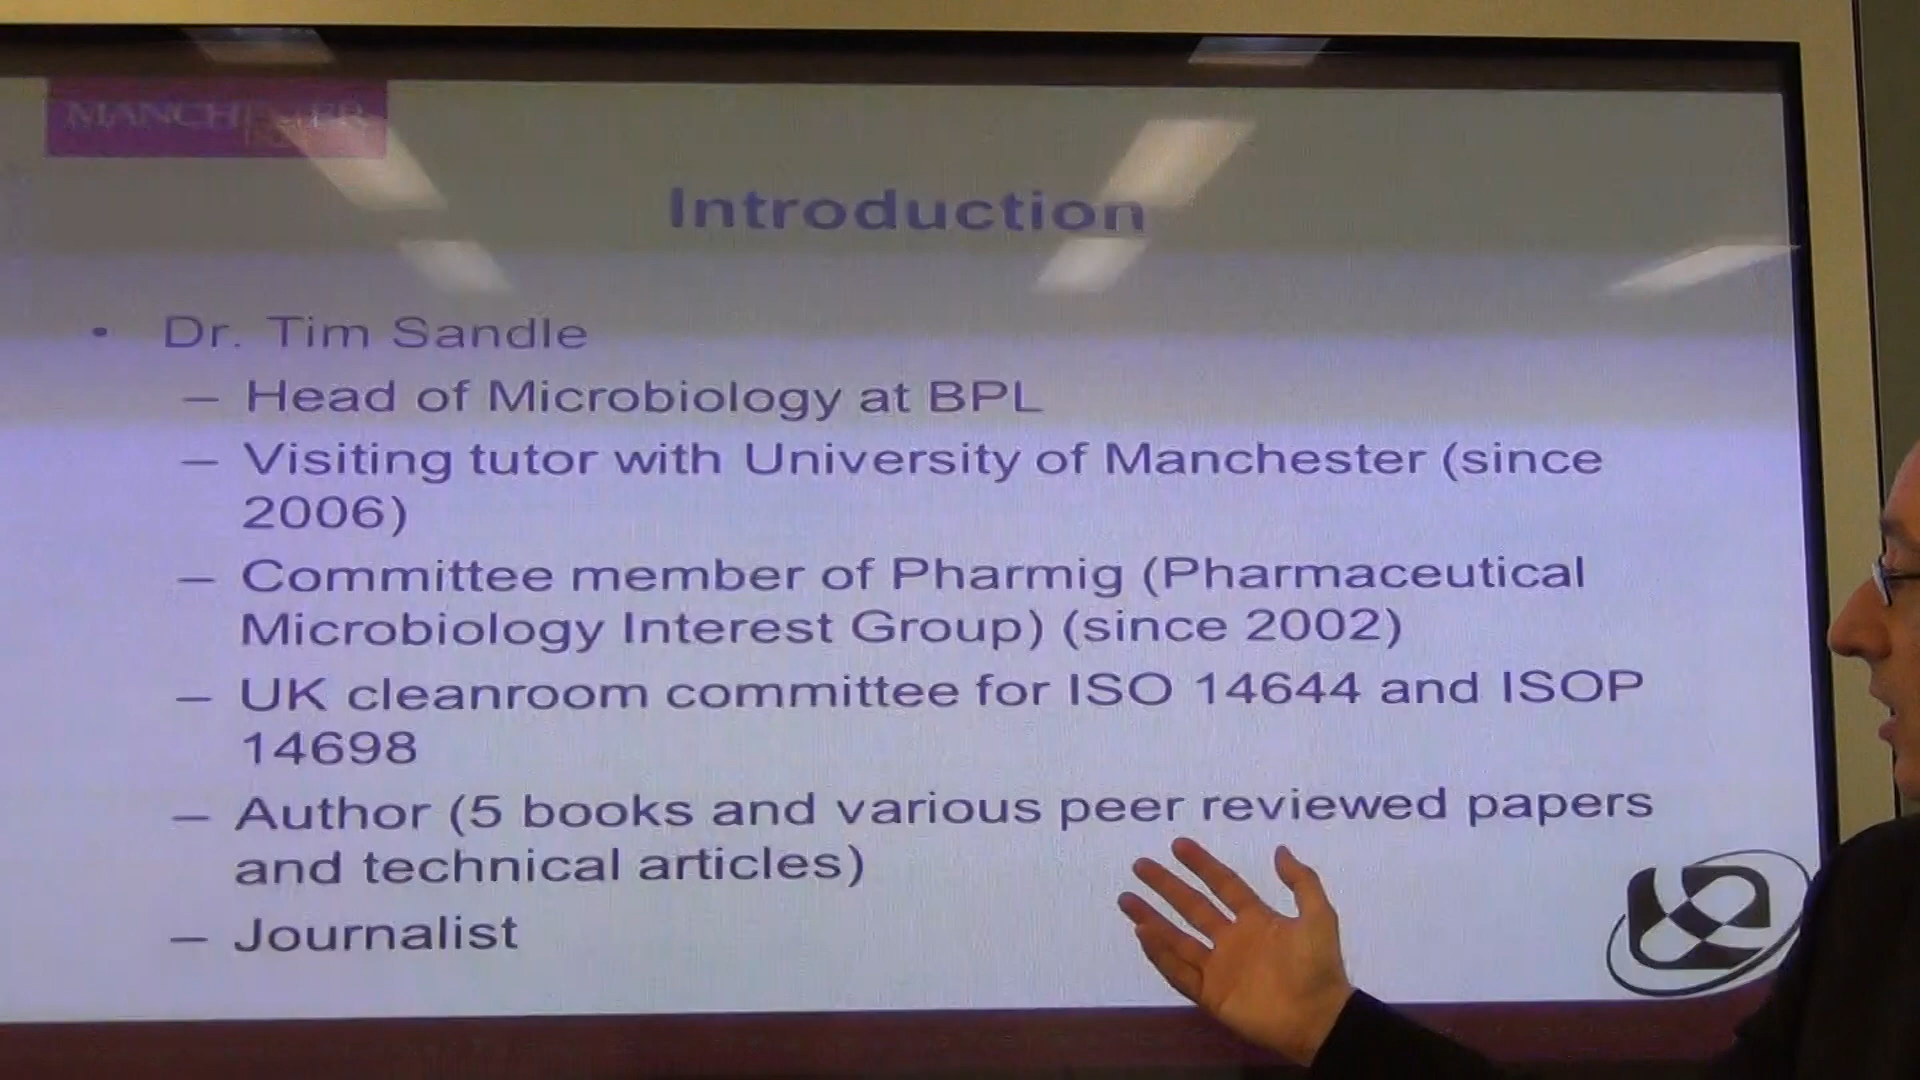 MANCHESTER
Introduction
• Dr. Tim Sandle
– Head of Microbiology at BPL
– Visiting tutor with University of Manchester (since
2006)
– Committee member of Pharmig (Pharmaceutical
Microbiology Interest Group) (since 2002)
– UK cleanroom committee for ISO 14644 and ISOP
14698
– Author (5 books and various peer reviewed papers
and technical articles)
– Journalist